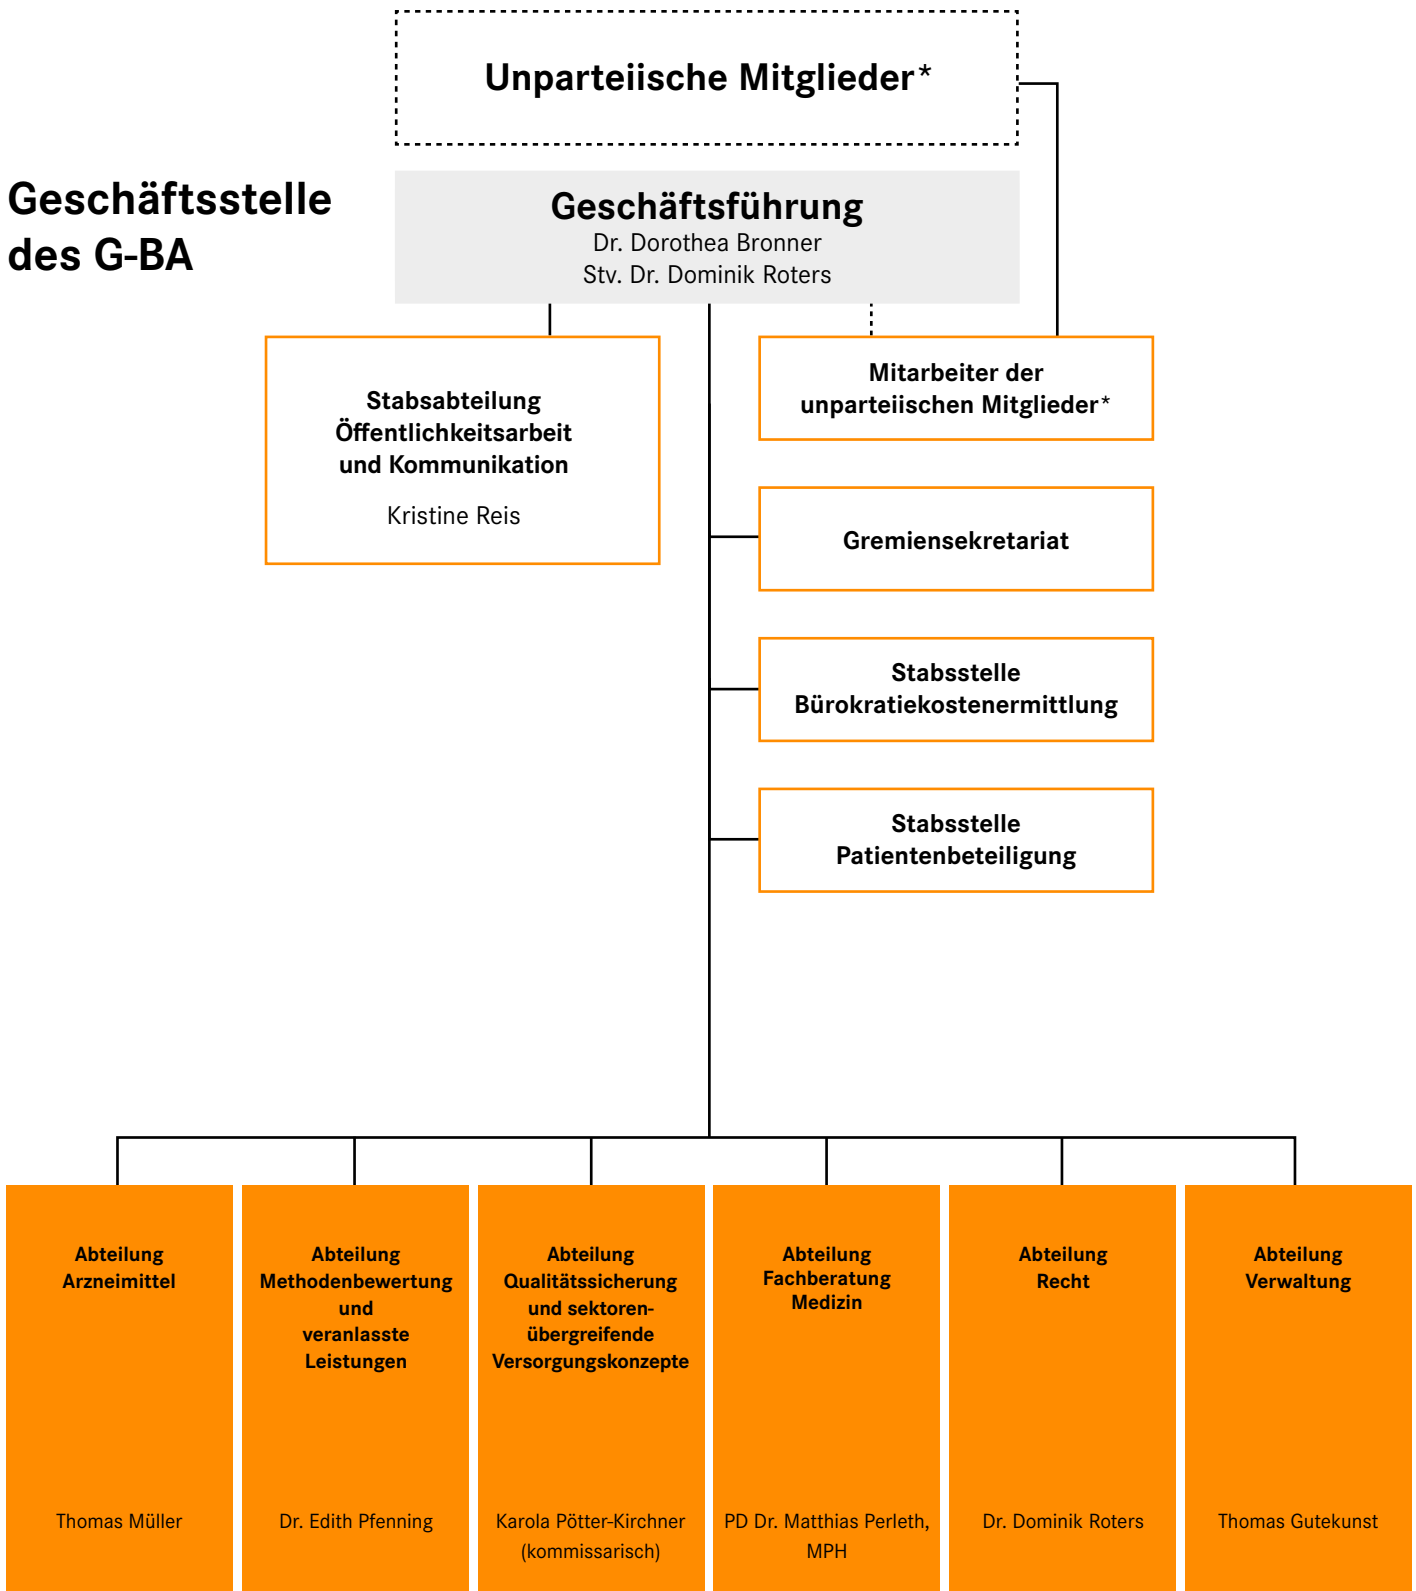 Unparteiische Mitglieder*
Geschäftsstelle
des G-BA
Geschäftsführung
Dr. Dorothea Bronner
Stv. Dr. Dominik Roters
Stabsabteilung
Öffentlichkeitsarbeit
und Kommunikation
Kristine Reis
Mitarbeiter der
unparteiischen Mitglieder*
Gremiensekretariat
Stabsstelle
Bürokratiekostenermittlung
Stabsstelle
Patientenbeteiligung
Abteilung
Arzneimittel
Thomas Müller
Abteilung
Methodenbewertung
und
veranlasste
Leistungen
Dr. Edith Pfenning
Abteilung
Qualitätssicherung
und sektoren-
übergreifende
Versorgungskonzepte
Karola Pötter-Kirchner
(kommissarisch)
Abteilung
Fachberatung
Medizin
PD Dr. Matthias Perleth,
MPH
Abteilung
Recht
Dr. Dominik Roters
Abteilung
Verwaltung
Thomas Gutekunst